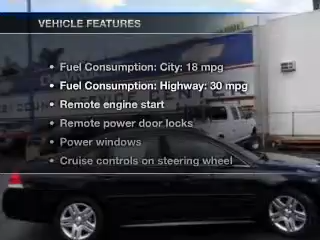 VEHICLE FEATURES
• Fuel Consumption: City: 18 mpg
• Fuel Consumption: Highway: 30 mpg
• Remote engine start
• Remote power door locks
• Power windows
• Cruise controls on steering wheel